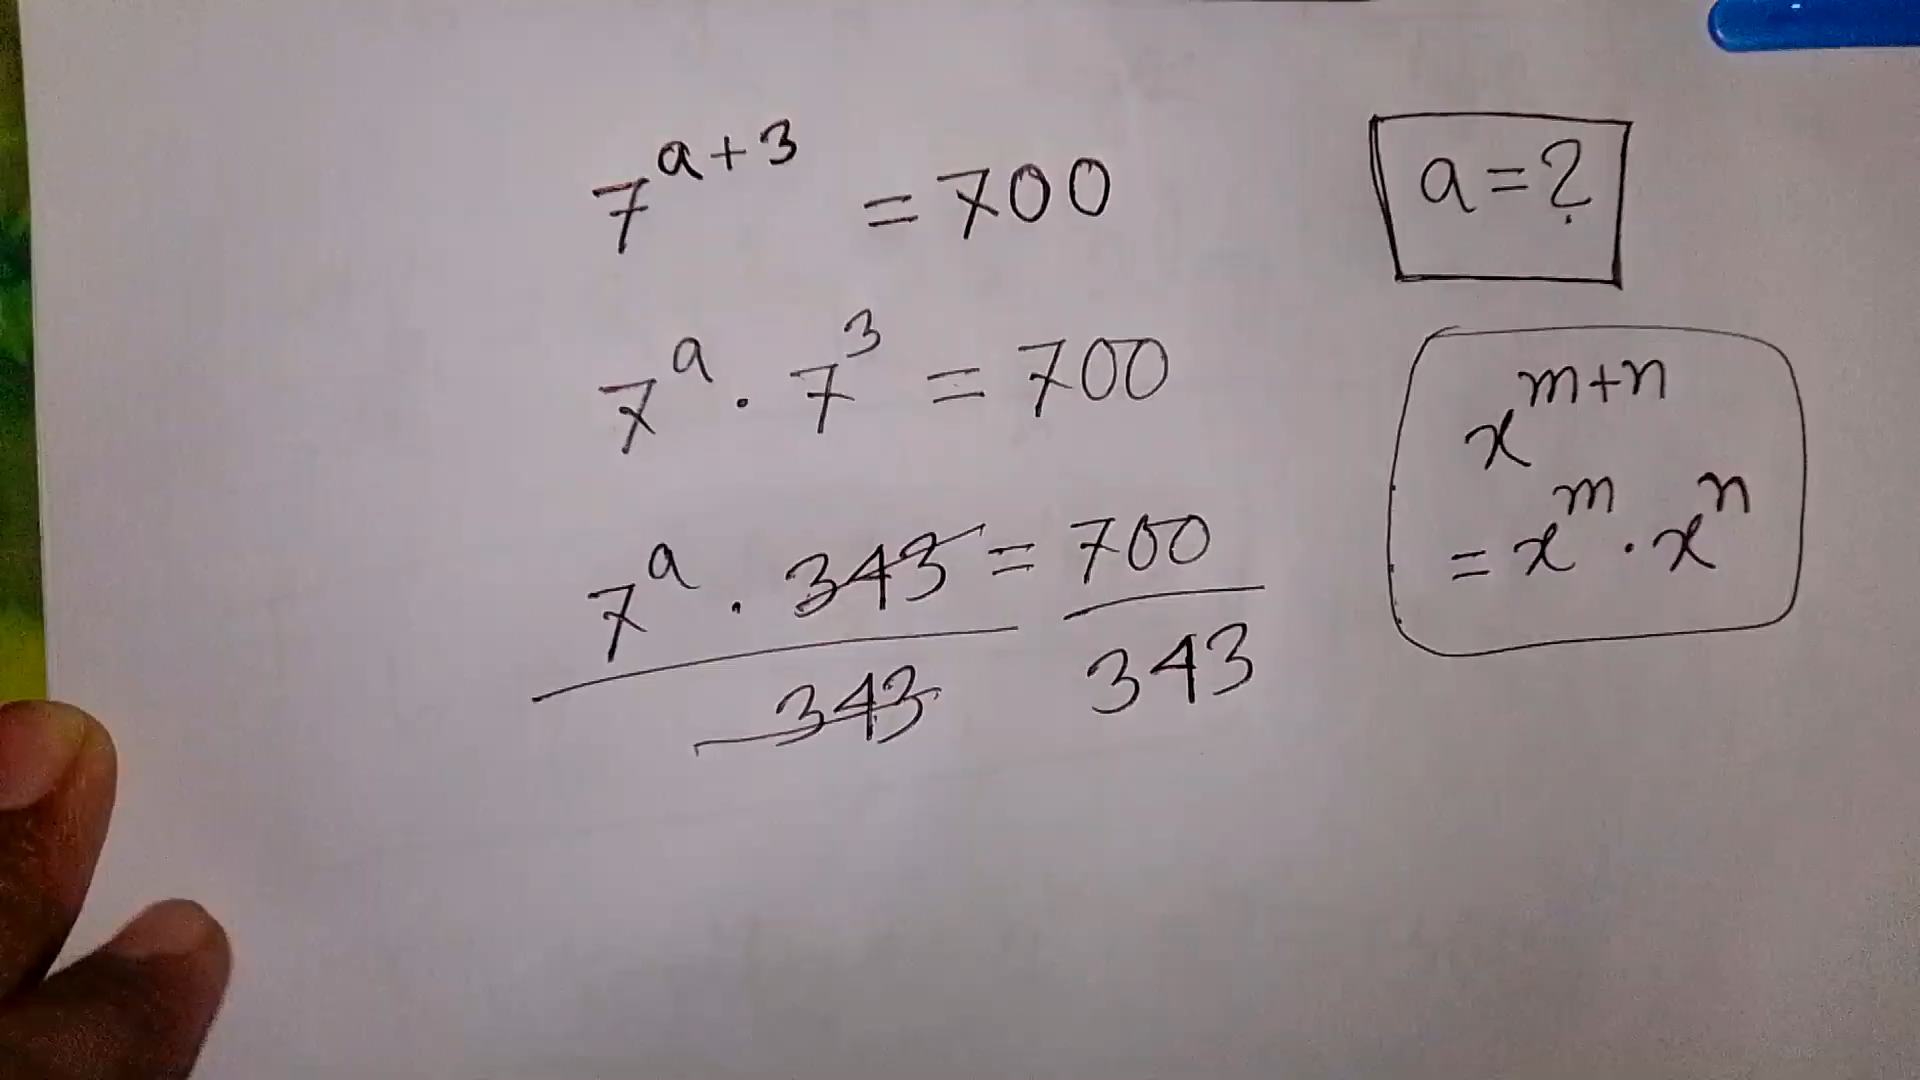 7^{a+3} = 700
7^a . 7^3 = 700
7^a . 343 = 700
343 343
a = ?
x^{m+n}
= x^m . x^n